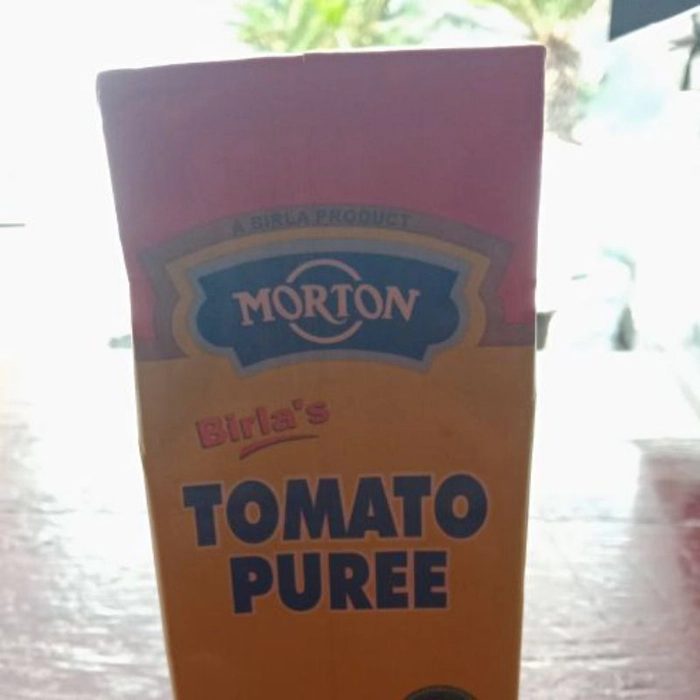 A BIRLA PRODUCT
MORTON
Birla's
TOMATO
PUREE